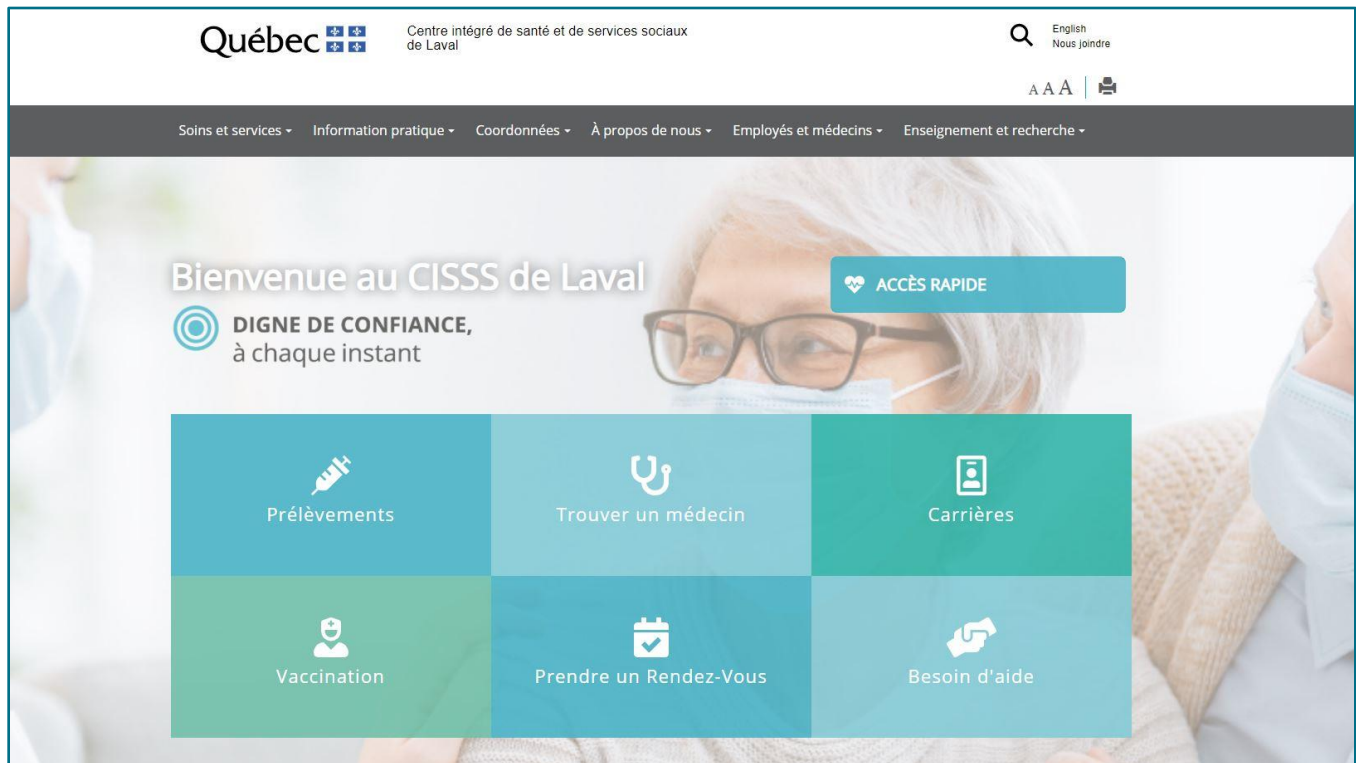 Québec
Centre intégré de santé et de services sociaux
de Laval
English
Nous joindre
A A A
Soins et services
Information pratique
Coordonnées
À propos de nous
Employés et médecins
Enseignement et recherche
Bienvenue au CISSS de Laval
DIGNE DE CONFIANCE,
à chaque instant
ACCÈS RAPIDE
Prélèvements
Trouver un médecin
Carrières
Vaccination
Prendre un Rendez-Vous
Besoin d'aide